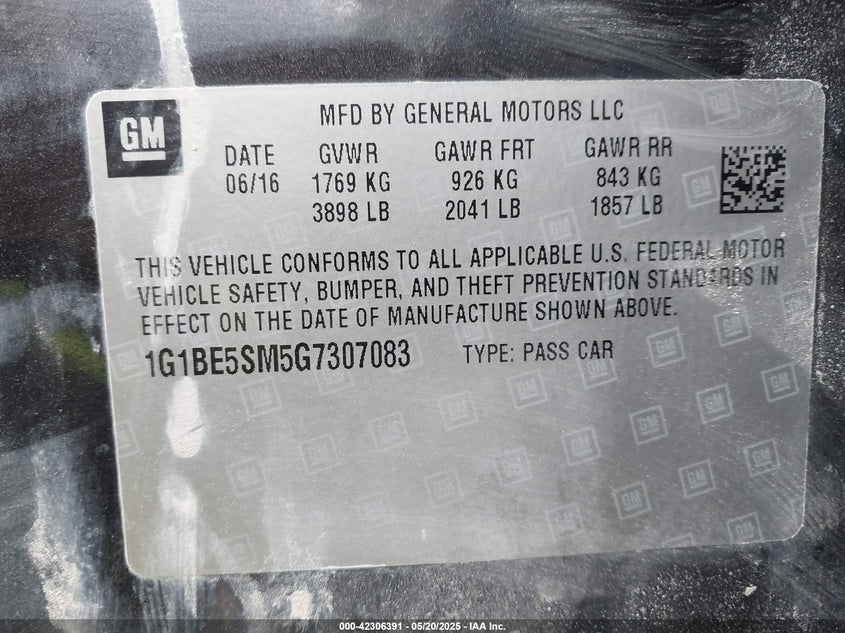 GM
MFD BY GENERAL MOTORS LLC
DATE GVWR GAWR FRT GAWR RR
06/16 1769 KG 926 KG 843 KG
3898 LB 2041 LB 1857 LB
THIS VEHICLE CONFORMS TO ALL APPLICABLE U.S. FEDERAL MOTOR
VEHICLE SAFETY, BUMPER, AND THEFT PREVENTION STANDARDS IN
EFFECT ON THE DATE OF MANUFACTURE SHOWN ABOVE.
1G1BE5SM5G7307083 TYPE: PASS CAR
000-42306391 | 05/20/2025 | IAA Inc.